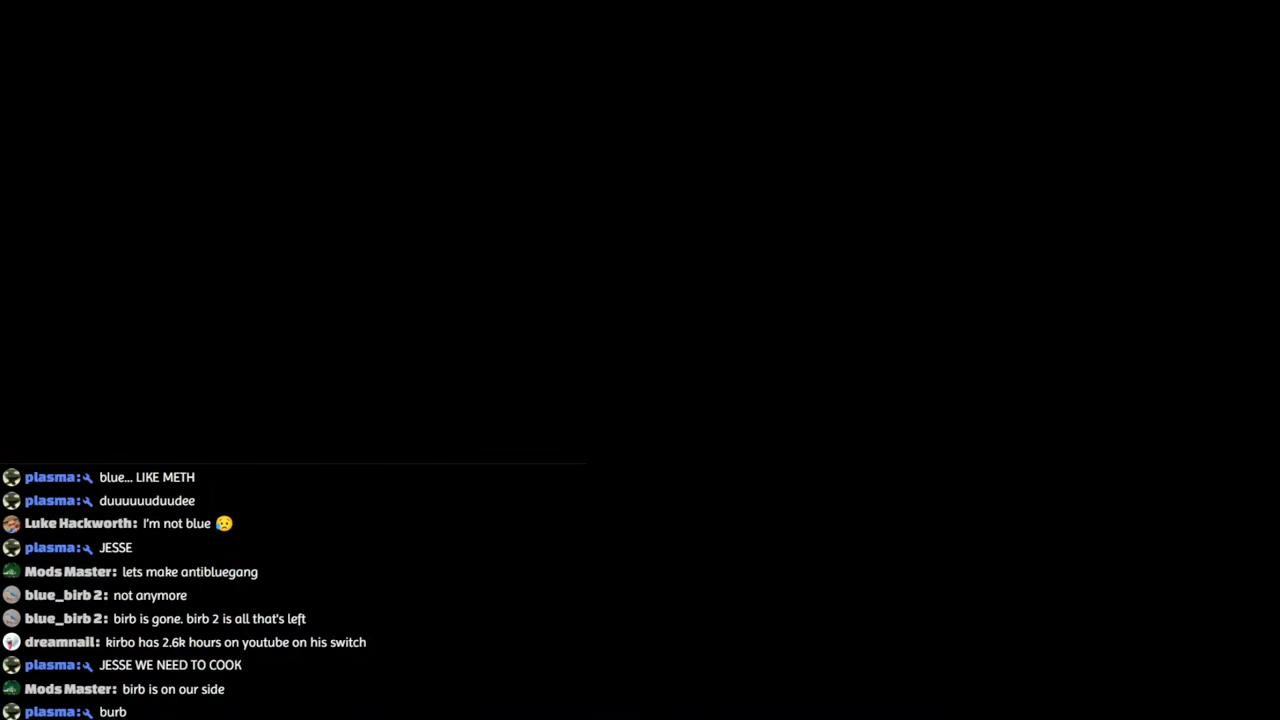 plasma: blue... LIKE METH
plasma: duuuuuuduudee
Luke Hackworth: I'm not blue 😥
plasma: JESSE
Mods Master: lets make antibluegang
blue_birb 2: not anymore
blue_birb 2: birb is gone. birb 2 is all that's left
dreamnail: kirbo has 2.6k hours on youtube on his switch
plasma: JESSE WE NEED TO COOK
Mods Master: birb is on our side
plasma: burb